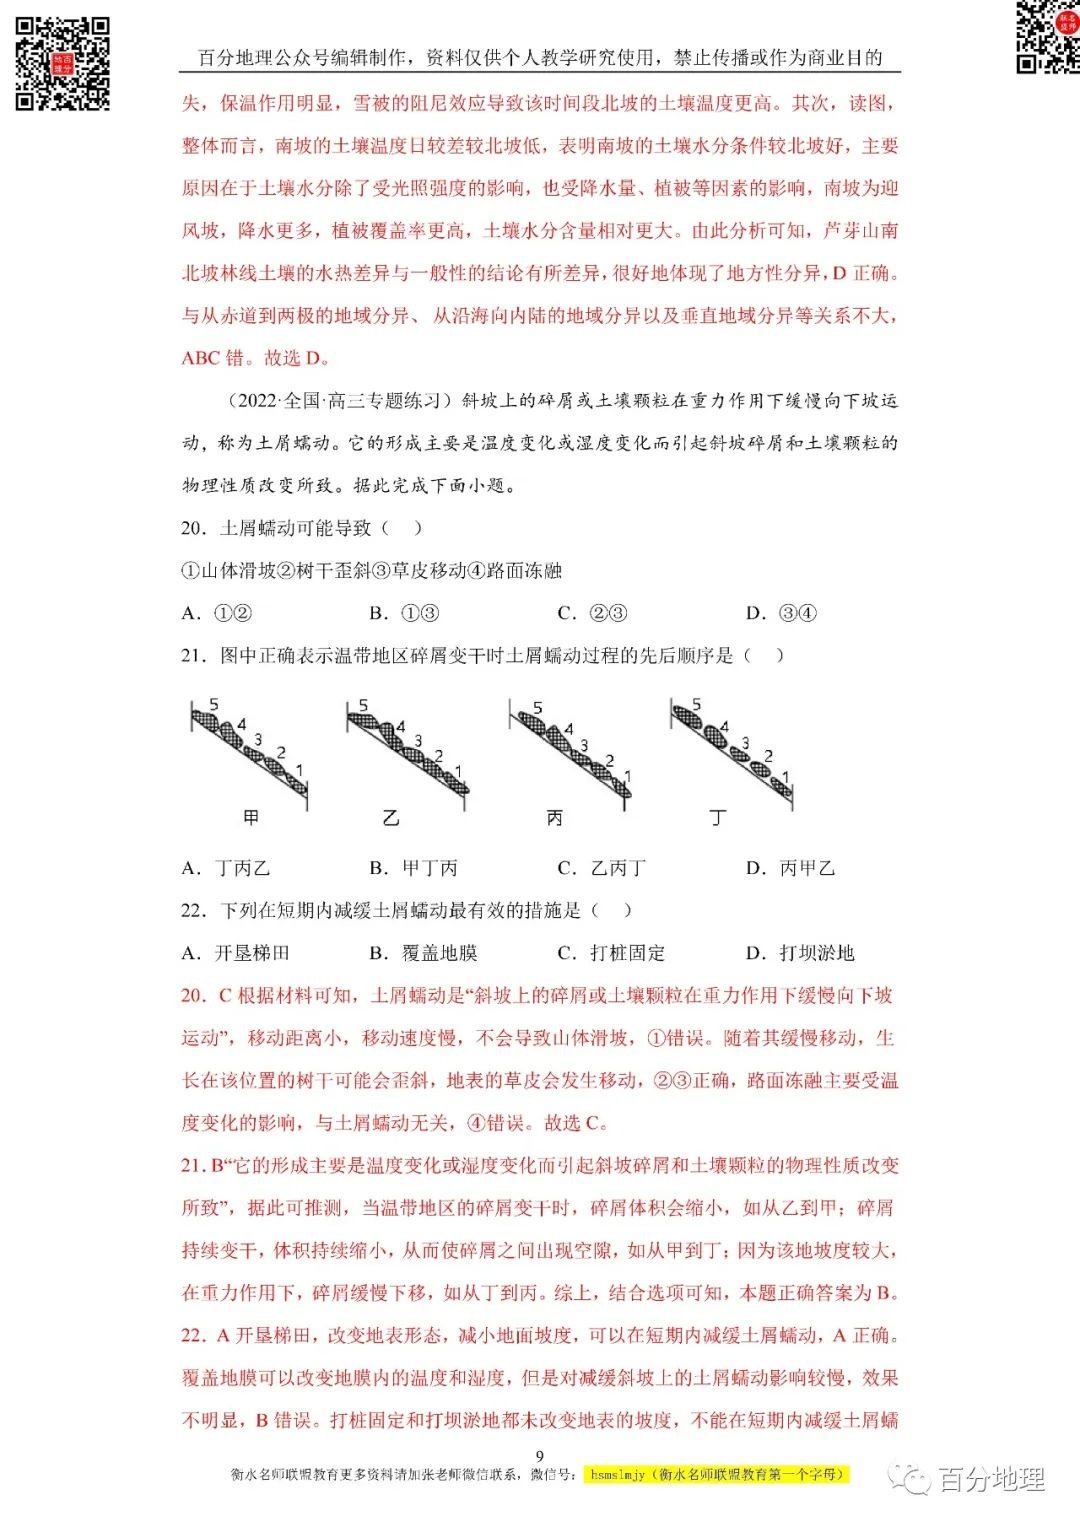 百分地理公众号编辑制作，资料仅供个人教学研究使用，禁止传播或作为商业目的
失，保温作用明显，雪被的阻尼效应导致该时间段北坡的土壤温度更高。其次，读图，
整体而言，南坡的土壤温度日较差较北坡低，表明南坡的土壤水分条件较北坡好，主要
原因在于土壤水分除了受光照强度的影响，也受降水量、植被等因素的影响，南坡为迎
风坡，降水更多，植被覆盖率更高，土壤水分含量相对更大。由此分析可知，芦芽山南
北坡林线土壤的水热差异与一般性的结论有所差异，很好地体现了地方性分异，D 正确。
与从赤道到两极的地域分异、 从沿海向内陆的地域分异以及垂直地域分异等关系不大，
ABC 错。故选 D。
（2022·全国·高三专题练习）斜坡上的碎屑或土壤颗粒在重力作用下缓慢向下坡运
动，称为土屑蠕动。它的形成主要是温度变化或湿度变化而引起斜坡碎屑和土壤颗粒的
物理性质改变所致。据此完成下面小题。
20．土屑蠕动可能导致（ ）
①山体滑坡②树干歪斜③草皮移动④路面冻融
A．①② B．①③ C．②③ D．③④
21．图中正确表示温带地区碎屑变干时土屑蠕动过程的先后顺序是（ ）
5 4 3 2 1 5 4 3 2 1 5 4 3 2 1 5 4 3 2 1
甲 乙 丙 丁
A．丁丙乙 B．甲丁丙 C．乙丙丁 D．丙甲乙
22．下列在短期内减缓土屑蠕动最有效的措施是（ ）
A．开垦梯田 B．覆盖地膜 C．打桩固定 D．打坝淤地
20．C 根据材料可知，土屑蠕动是“斜坡上的碎屑或土壤颗粒在重力作用下缓慢向下坡
运动”，移动距离小，移动速度慢，不会导致山体滑坡，①错误。随着其缓慢移动，生
长在该位置的树干可能会歪斜，地表的草皮会发生移动，②③正确，路面冻融主要受温
度变化的影响，与土屑蠕动无关，④错误。故选 C。
21．B“它的形成主要是温度变化或湿度变化而引起斜坡碎屑和土壤颗粒的物理性质改变
所致”，据此可推测，当温带地区的碎屑变干时，碎屑体积会缩小，如从乙到甲；碎屑
持续变干，体积持续缩小，从而使碎屑之间出现空隙，如从甲到丁；因为该地坡度较大，
在重力作用下，碎屑缓慢下移，如从丁到丙。综上，结合选项可知，本题正确答案为 B。
22．A 开垦梯田，改变地表形态，减小地面坡度，可以在短期内减缓土屑蠕动，A 正确。
覆盖地膜可以改变地膜内的温度和湿度，但是对减缓斜坡上的土屑蠕动影响较慢，效果
不明显，B 错误。打桩固定和打坝淤地都未改变地表的坡度，不能在短期内减缓土屑蠕
9
衡水名师联盟教育更多资料请加张老师微信联系，微信号： hsmslmjy（衡水名师联盟教育第一个字母）
百分地理